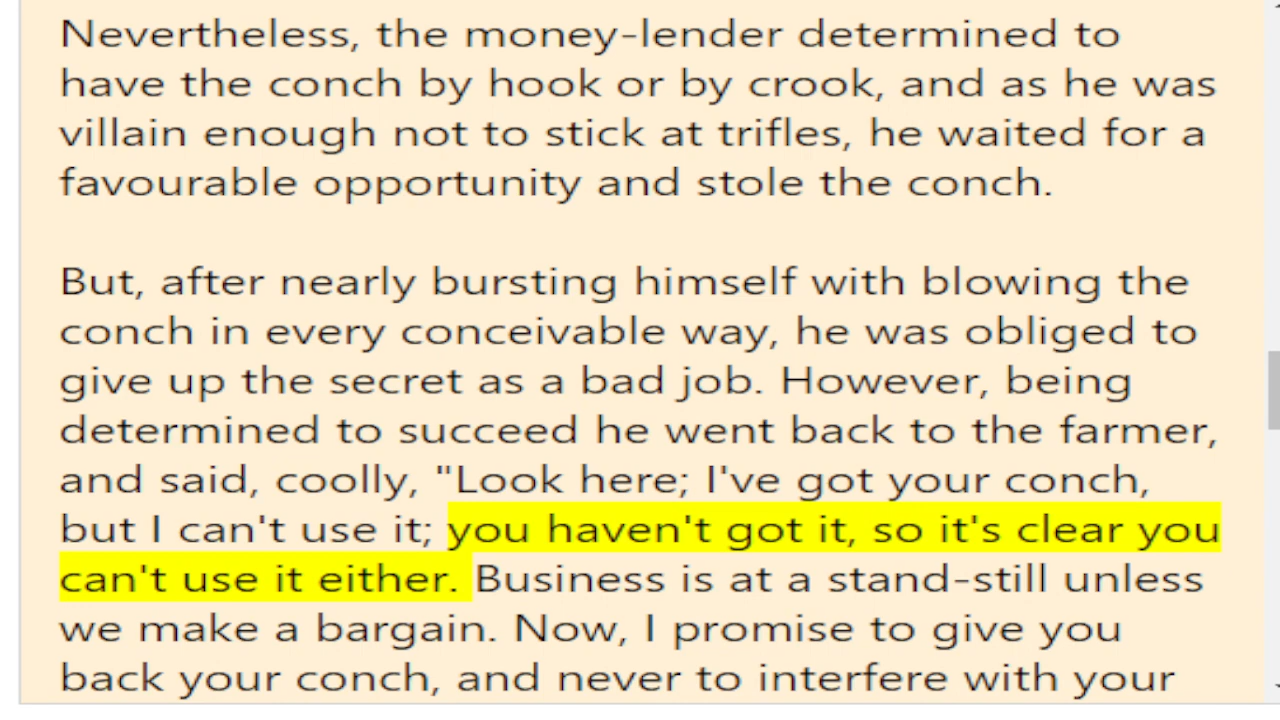 Nevertheless, the money-lender determined to
have the conch by hook or by crook, and as he was
villain enough not to stick at trifles, he waited for a
favourable opportunity and stole the conch.
But, after nearly bursting himself with blowing the
conch in every conceivable way, he was obliged to
give up the secret as a bad job. However, being
determined to succeed he went back to the farmer,
and said, coolly, "Look here; I've got your conch,
but I can't use it; you haven't got it, so it's clear you
can't use it either. Business is at a stand-still unless
we make a bargain. Now, I promise to give you
back your conch, and never to interfere with your